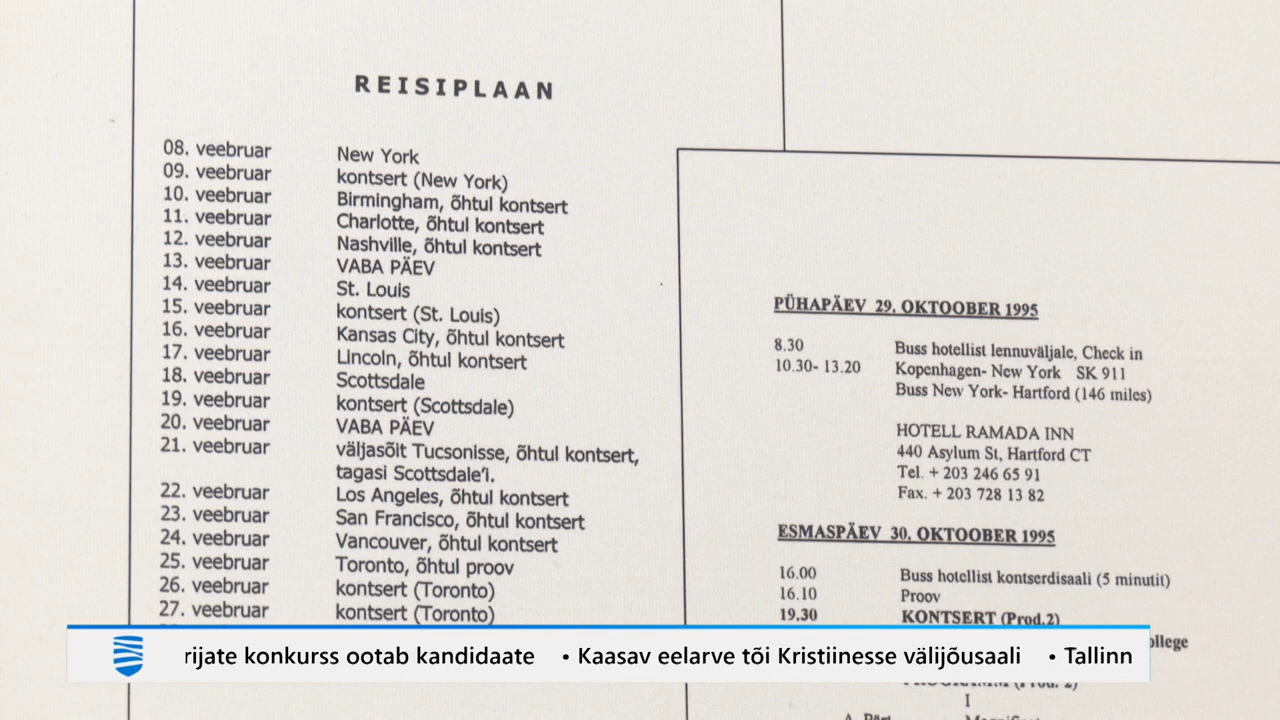 REISIPLAAN
08. veebruar New York
09. veebruar kontsert (New York)
10. veebruar Birmingham, õhtul kontsert
11. veebruar Charlotte, õhtul kontsert
12. veebruar Nashville, õhtul kontsert
13. veebruar VABA PÄEV
14. veebruar St. Louis
15. veebruar kontsert (St. Louis)
16. veebruar Kansas City, õhtul kontsert
17. veebruar Lincoln, õhtul kontsert
18. veebruar Scottsdale
19. veebruar kontsert (Scottsdale)
20. veebruar VABA PÄEV
21. veebruar väljasõit Tucsonisse, õhtul kontsert,
tagasi Scottsdale'i.
22. veebruar Los Angeles, õhtul kontsert
23. veebruar San Francisco, õhtul kontsert
24. veebruar Vancouver, õhtul kontsert
25. veebruar Toronto, õhtul proov
26. veebruar kontsert (Toronto)
27. veebruar kontsert (Toronto)
PÜHAPÄEV 29. OKTOOBER 1995
8.30 Buss hotellist lennuväljale, Check in
10.30- 13.20 Kopenhagen- New York SK 911
Buss New York- Hartford (146 miles)
HOTELL RAMADA INN
440 Asylum St, Hartford CT
Tel. + 203 246 65 91
Fax. + 203 728 13 82
ESMASPÄEV 30. OKTOOBER 1995
16.00 Buss hotellist kontserdisaali (5 minutit)
16.10 Proov
19.30 KONTSERT (Prod.2)
ollege
PROGRAMM (Prod. 2)
I
A. Pärt Magnificat
rijate konkurss ootab kandidaate • Kaasav eelarve tõi Kristiinesse välijõusaali • Tallinn